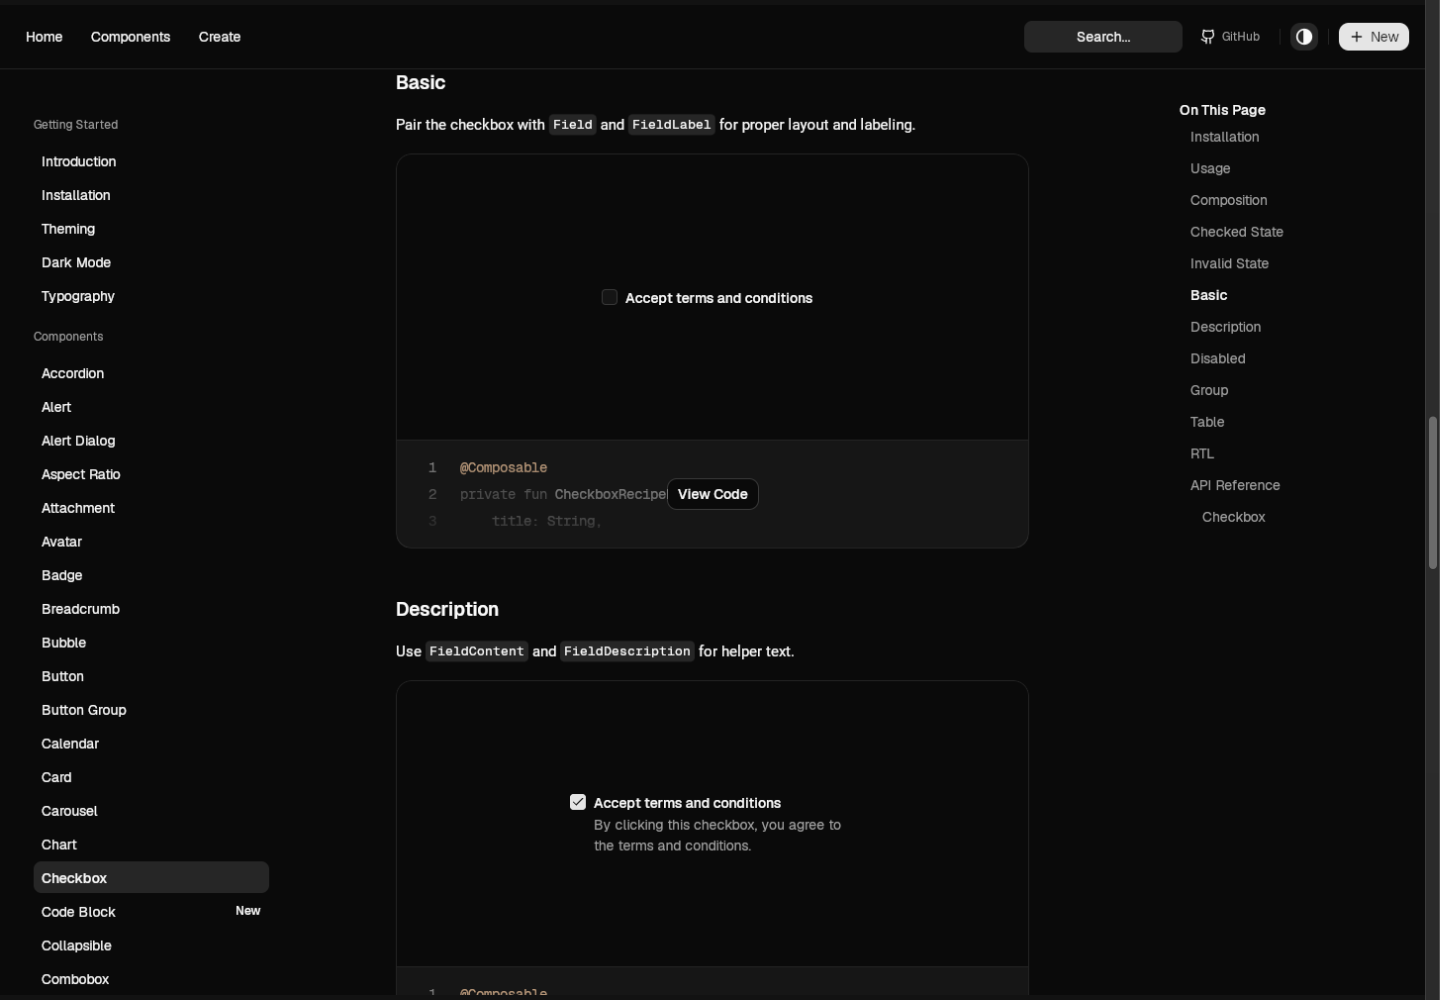 Home Components Create Search... GitHub + New
Getting Started
Introduction
Installation
Theming
Dark Mode
Typography
Components
Accordion
Alert
Alert Dialog
Aspect Ratio
Attachment
Avatar
Badge
Breadcrumb
Bubble
Button
Button Group
Calendar
Card
Carousel
Chart
Checkbox
Code Block New
Collapsible
Combobox
Basic
Pair the checkbox with Field and FieldLabel for proper layout and labeling.
Accept terms and conditions
1 @Composable
2 private fun CheckboxRecipe
View Code
3 title: String,
Description
Use FieldContent and FieldDescription for helper text.
Accept terms and conditions
By clicking this checkbox, you agree to
the terms and conditions.
1 @Composable
On This Page
Installation
Usage
Composition
Checked State
Invalid State
Basic
Description
Disabled
Group
Table
RTL
API Reference
Checkbox